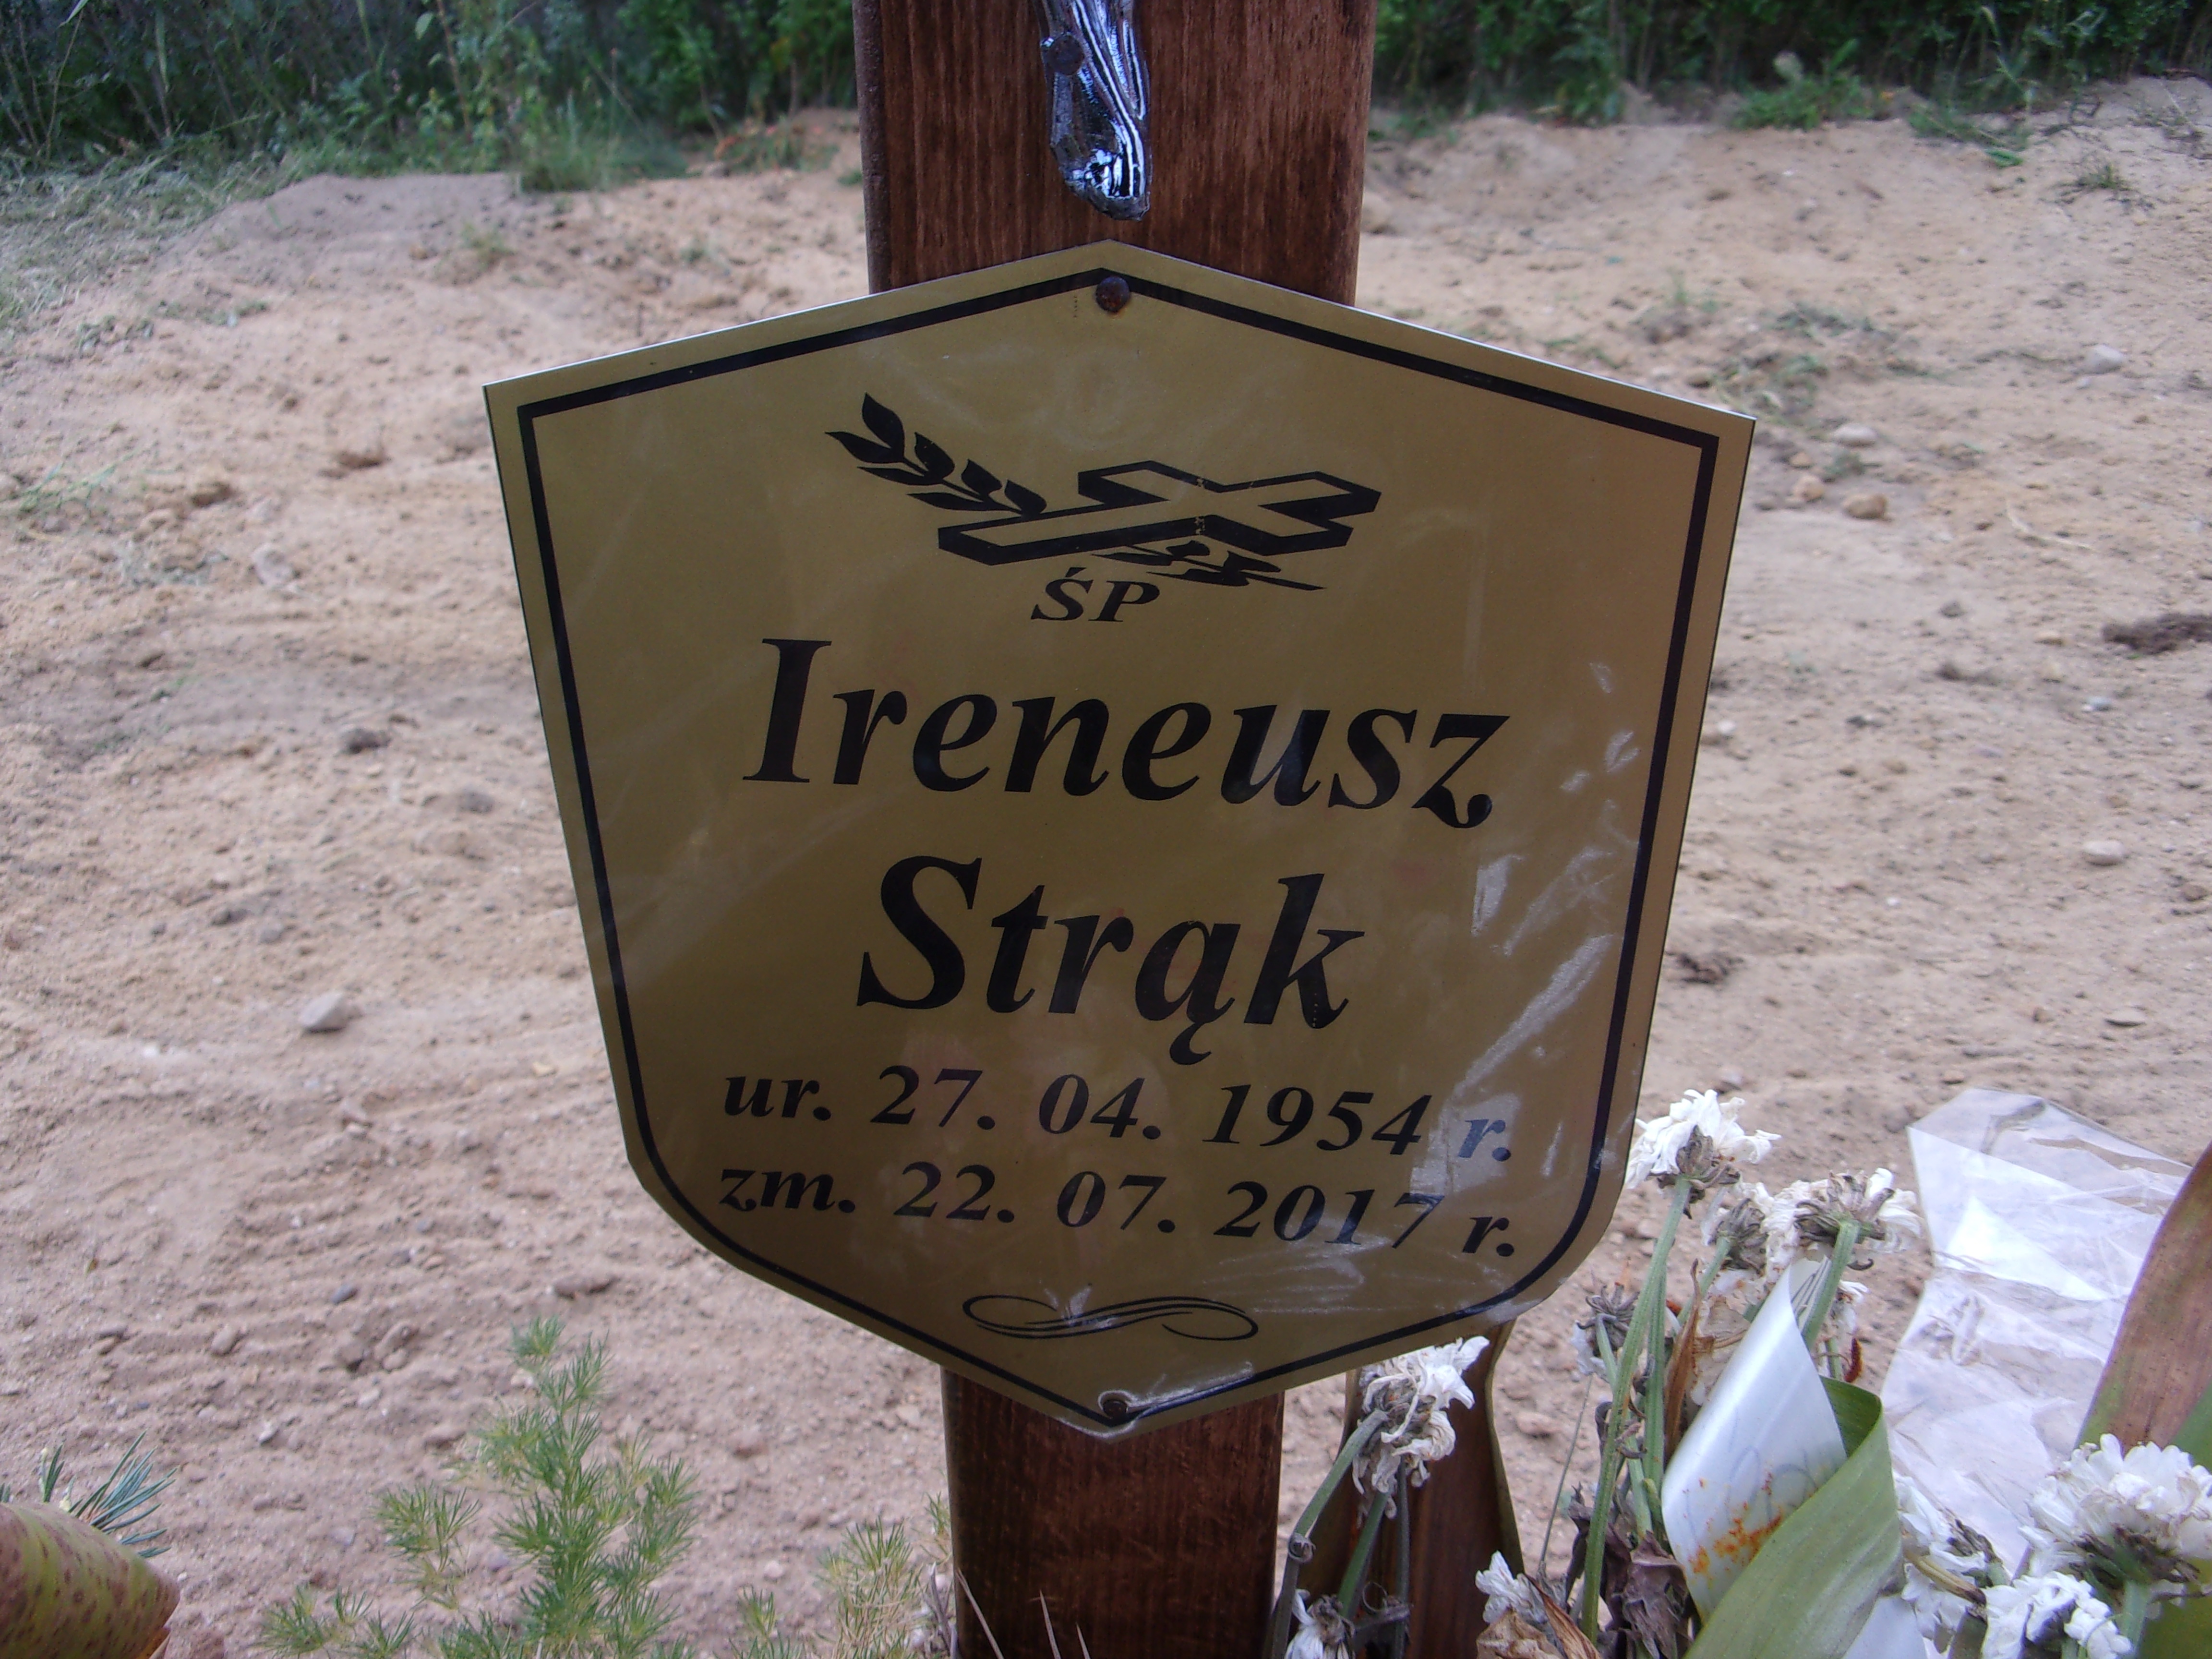 ŚP
Ireneusz
Strąk
ur. 27. 04. 1954 r.
zm. 22. 07. 2017 r.